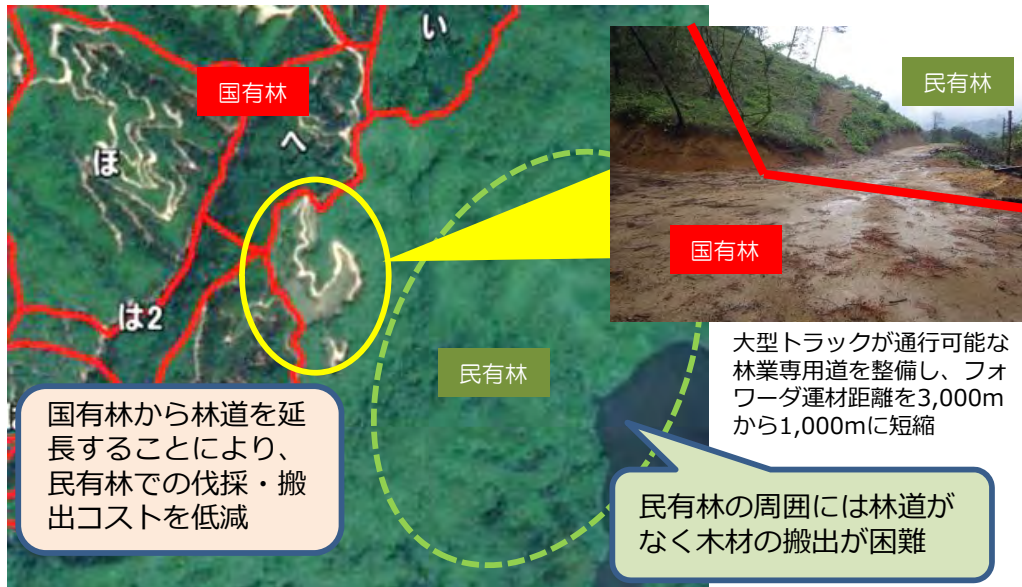 い
国有林
へ
ほ
は2
民有林
民有林
国有林
大型トラックが通行可能な
林業専用道を整備し、フォ
ワーダ運材距離を3,000m
から1,000mに短縮
国有林から林道を延
長することにより、
民有林での伐採・搬
出コストを低減
民有林の周囲には林道が
なく木材の搬出が困難